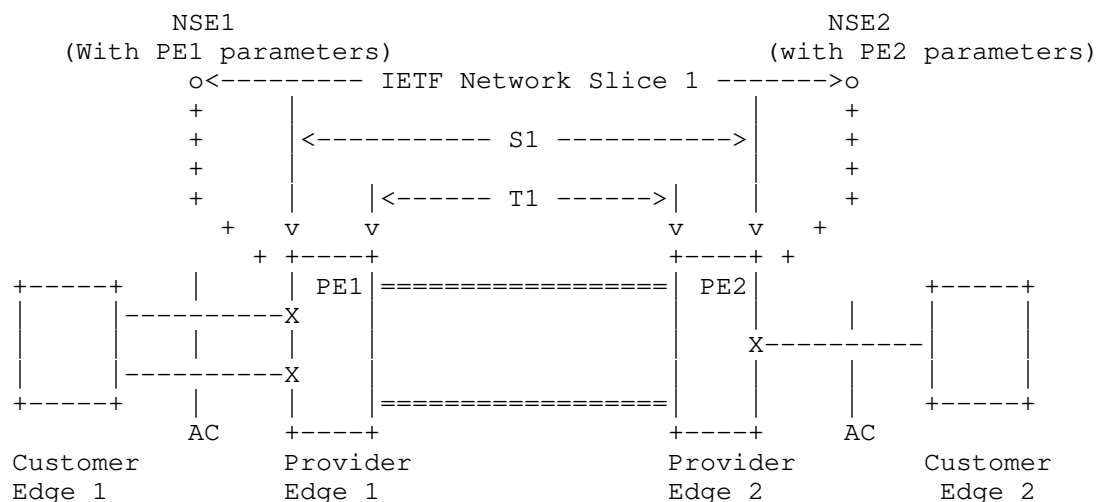 NSE1 NSE2
(With PE1 parameters) (with PE2 parameters)
o<--------- IETF Network Slice 1 ------->o
+ | | +
+ |<----------- S1 ----------->| +
+ | | +
+ | |<------ T1 ------>| | +
+ v v v v +
+ +----+ +----+ +
+-----+ | | PE1|==================| PE2| +-----+
| |----------X | | | | | |
| | | | | | X----------| |
| |----------X | | | | | |
+-----+ | | |==================| | | +-----+
AC +----+ +----+ AC
Customer Provider Provider Customer
Edge 1 Edge 1 Edge 2 Edge 2